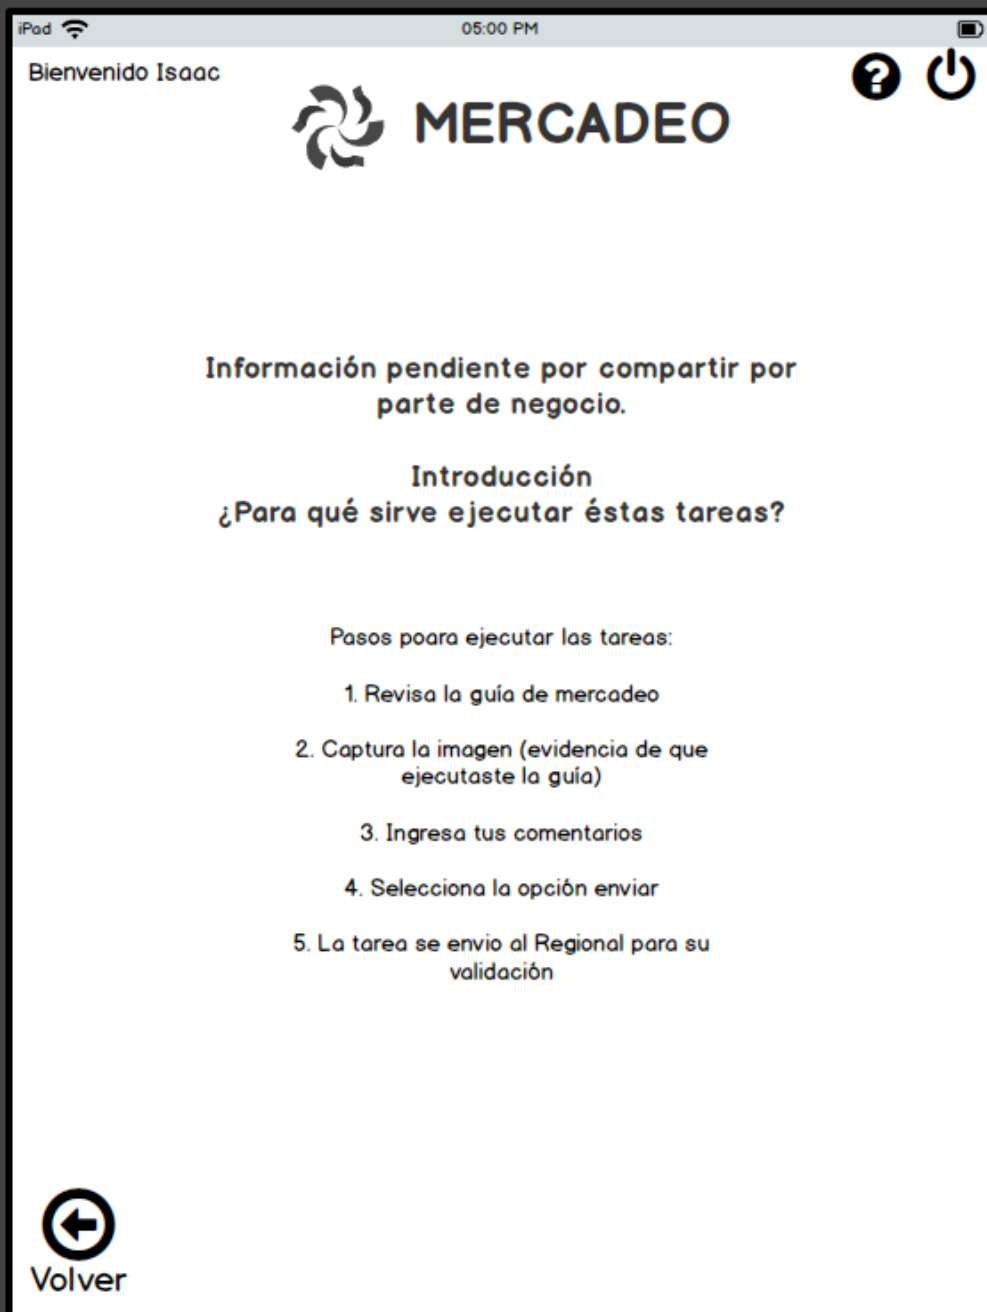 iPad
05:00 PM
Bienvenido Isaac
MERCADEO
Información pendiente por compartir por
parte de negocio.
Introducción
¿Para qué sirve ejecutar éstas tareas?
Pasos poara ejecutar las tareas:
1. Revisa la guía de mercadeo
2. Captura la imagen (evidencia de que
ejecutaste la guía)
3. Ingresa tus comentarios
4. Selecciona la opción enviar
5. La tarea se envio al Regional para su
validación
Volver